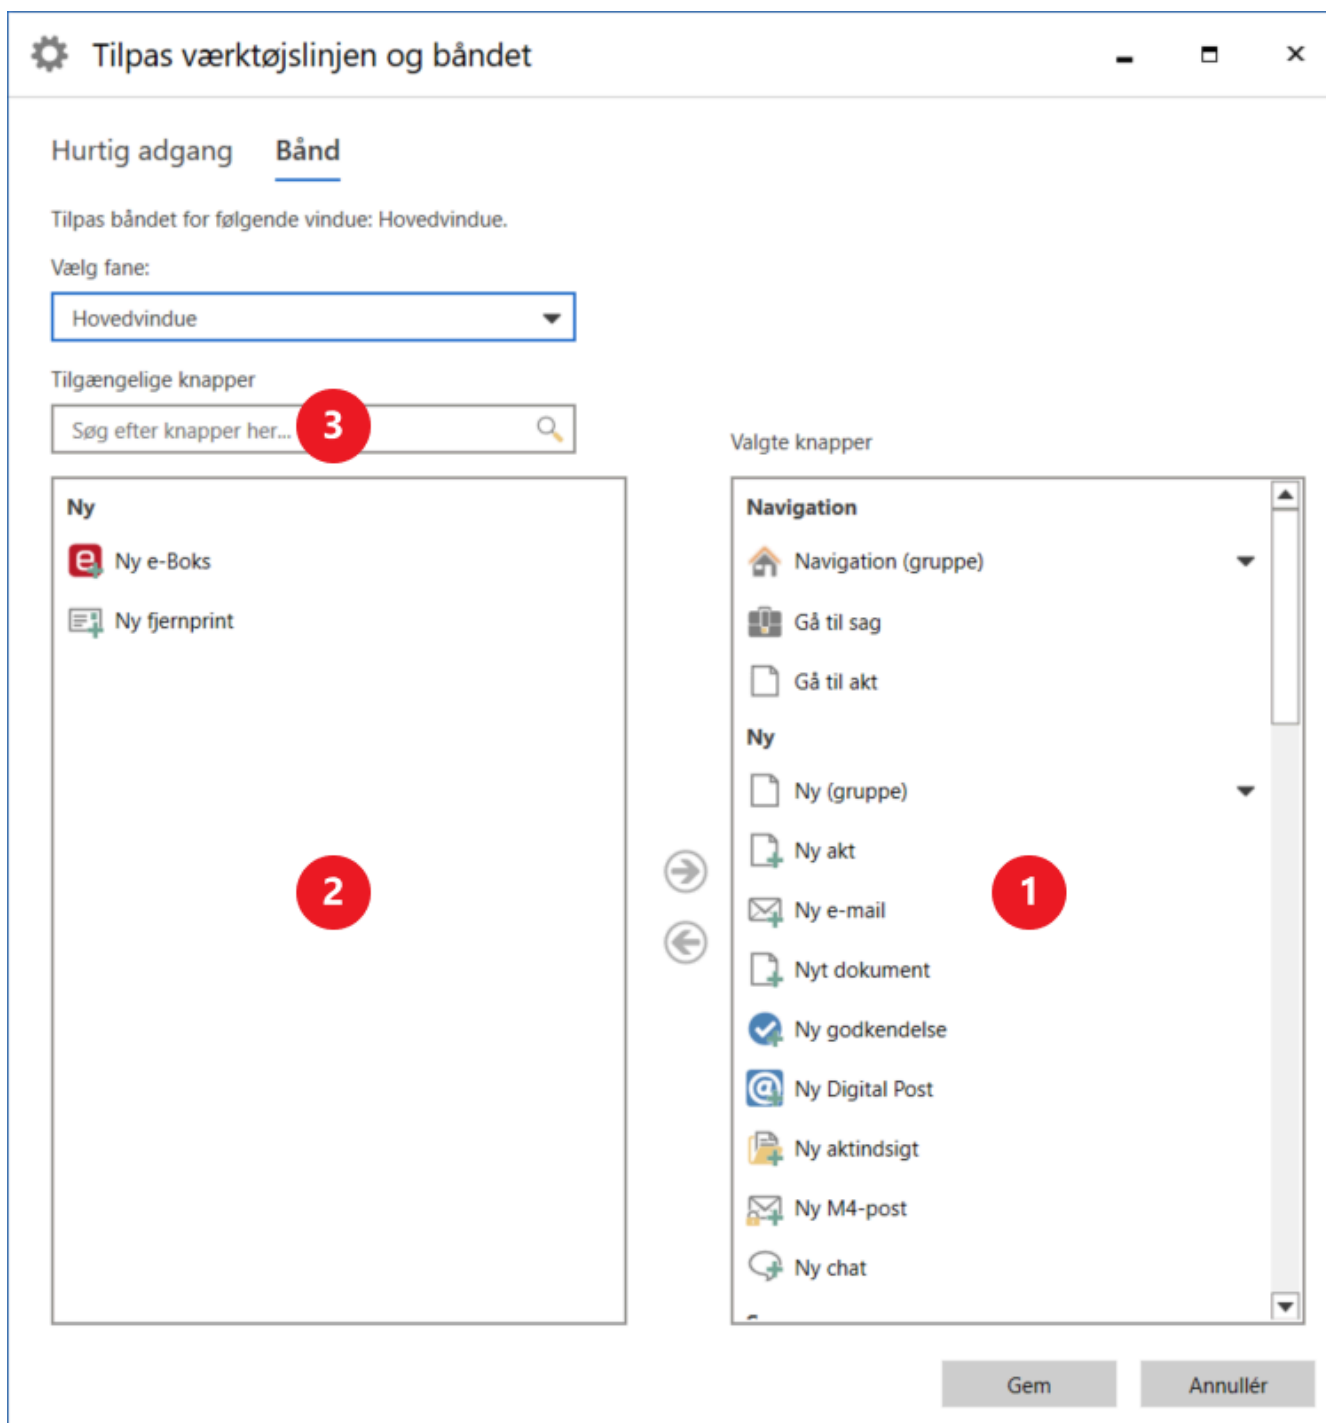 Tilpas værktøjslinjen og båndet
Hurtig adgang Bånd
Tilpas båndet for følgende vindue: Hovedvindue.
Vælg fane:
Hovedvindue
Tilgængelige knapper
Søg efter knapper her...
3
Ny
Ny e-Boks
Ny fjernprint
2
Valgte knapper
Navigation
Navigation (gruppe)
Gå til sag
Gå til akt
Ny
Ny (gruppe)
Ny akt
1
Ny e-mail
Nyt dokument
Ny godkendelse
Ny Digital Post
Ny aktindsigt
Ny M4-post
Ny chat
Gem Annullér